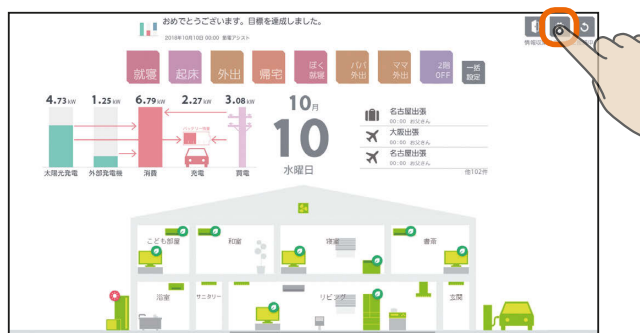 おめでとうございます。目標を達成しました。
2018年10月10日 00:00 省電アシスト
就寝
起床
外出
帰宅
ぼく
就寝
パパ
外出
ママ
外出
2階
OFF
一括
設定
4.73 kW
1.25 kW
6.79 kW
2.27 kW
3.08 kW
太陽光発電
外部発電機
消費
充電
買電
10月
10
水曜日
名古屋出張
00:00 お父さん
大阪出張
00:00 お父さん
名古屋出張
00:00 お父さん
他102件
こども部屋
和室
寝室
書斎
浴室
サニタリー
リビング
玄関